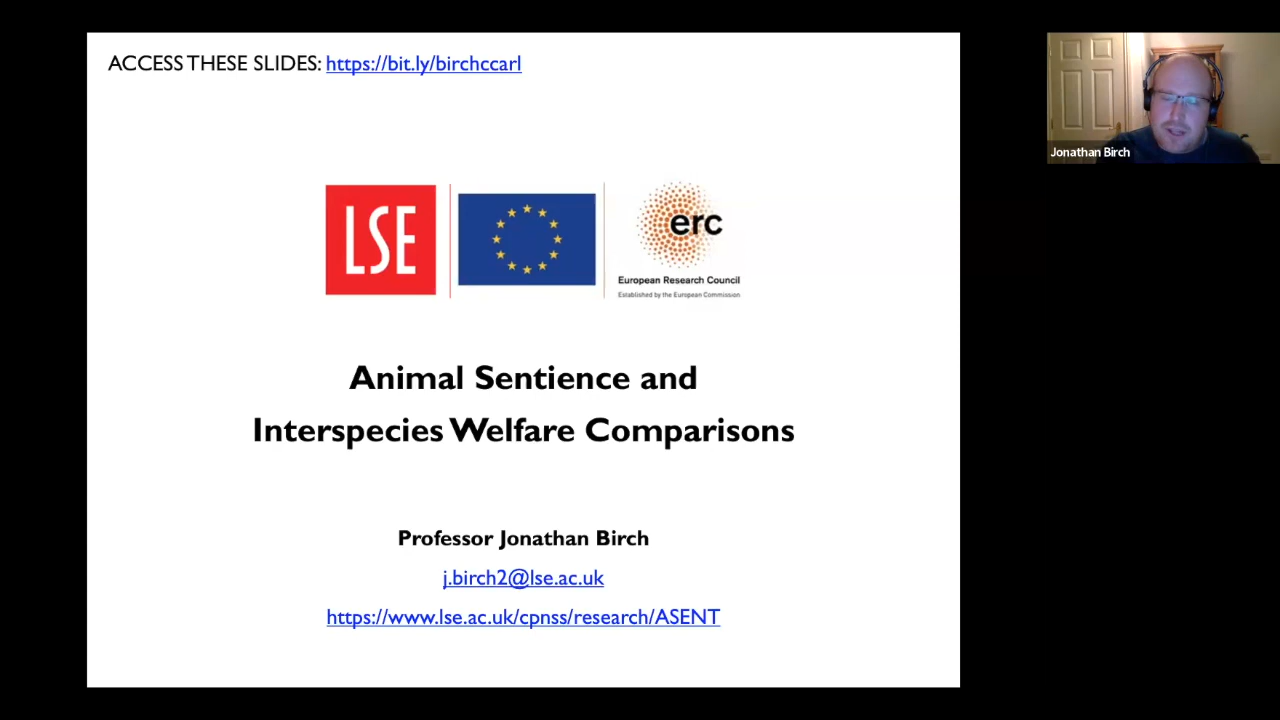 ACCESS THESE SLIDES: https://bit.ly/birchccarl
Jonathan Birch
LSE
erc
European Research Council
Established by the European Commission
Animal Sentience and
Interspecies Welfare Comparisons
Professor Jonathan Birch
j.birch2@lse.ac.uk
https://www.lse.ac.uk/cpnss/research/ASENT